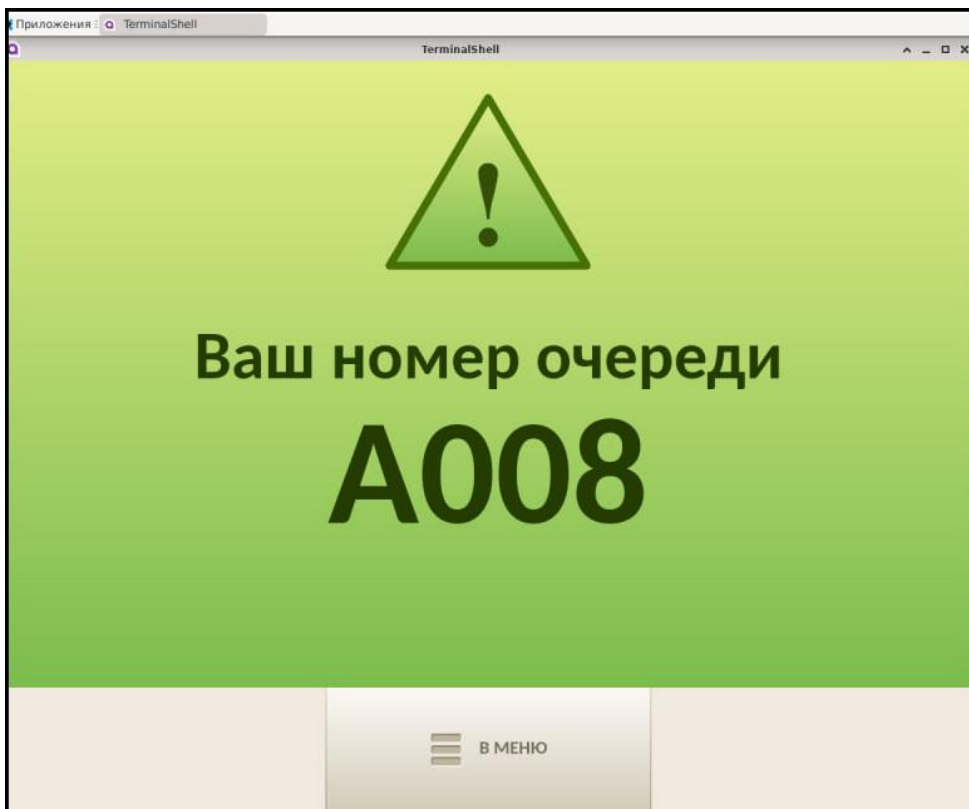 Приложения
TerminalShell
TerminalShell
!
Ваш номер очереди
A008
В МЕНЮ